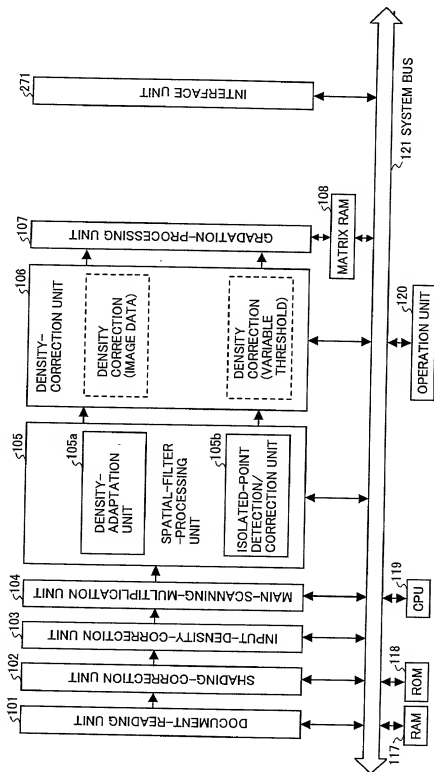 101
DOCUMENT-READING UNIT
102
SHADING-CORRECTION UNIT
103
INPUT-DENSITY-CORRECTION UNIT
104
MAIN-SCANNING-MULTIPLICATION UNIT
105
105a
DENSITY-
ADAPTATION
UNIT
SPATIAL-FILTER
-PROCESSING
UNIT
105b
ISOLATED-POINT
DETECTION/
CORRECTION UNIT
106
DENSITY-
CORRECTION UNIT
DENSITY
CORRECTION
(IMAGE DATA)
DENSITY
CORRECTION
(VARIABLE
THRESHOLD)
107
GRADATION-PROCESSING UNIT
108
MATRIX RAM
271
INTERFACE UNIT
121 SYSTEM BUS
117
RAM
118
ROM
119
CPU
120
OPERATION UNIT